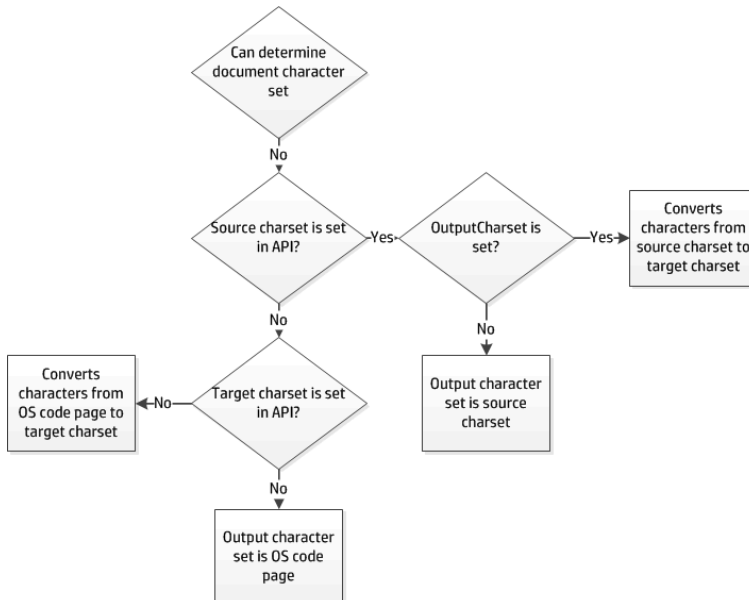 Can determine
document character
set
No
Source charset is set
in API?
Yes
OutputCharset is
set?
Yes
Converts
characters from
source charset to
target charset
No
No
Converts
characters from
OS code page to
target charset
No
Target charset is set
in API?
Output character
set is source
charset
No
Output character
set is OS code
page